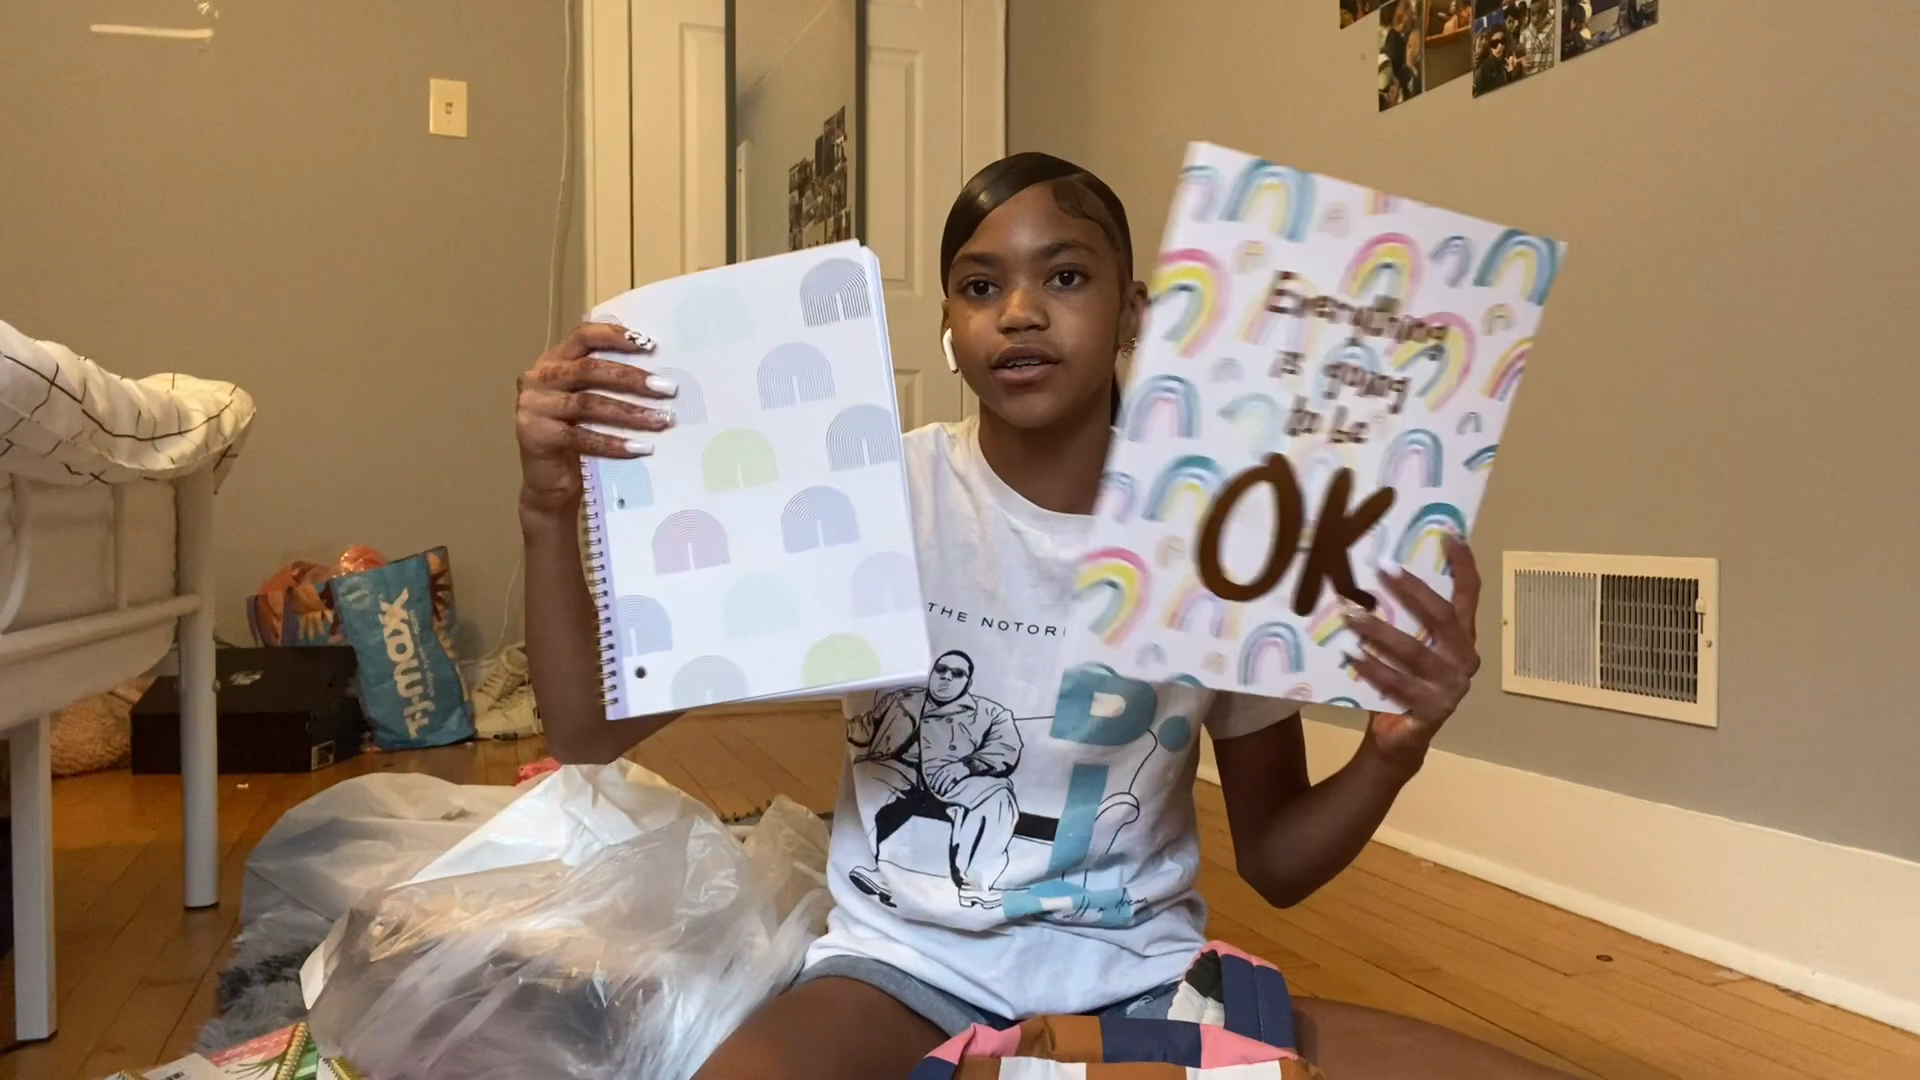 Everything
is going
to be
OK
THE NOTORI
B.
I
T·J·maxx